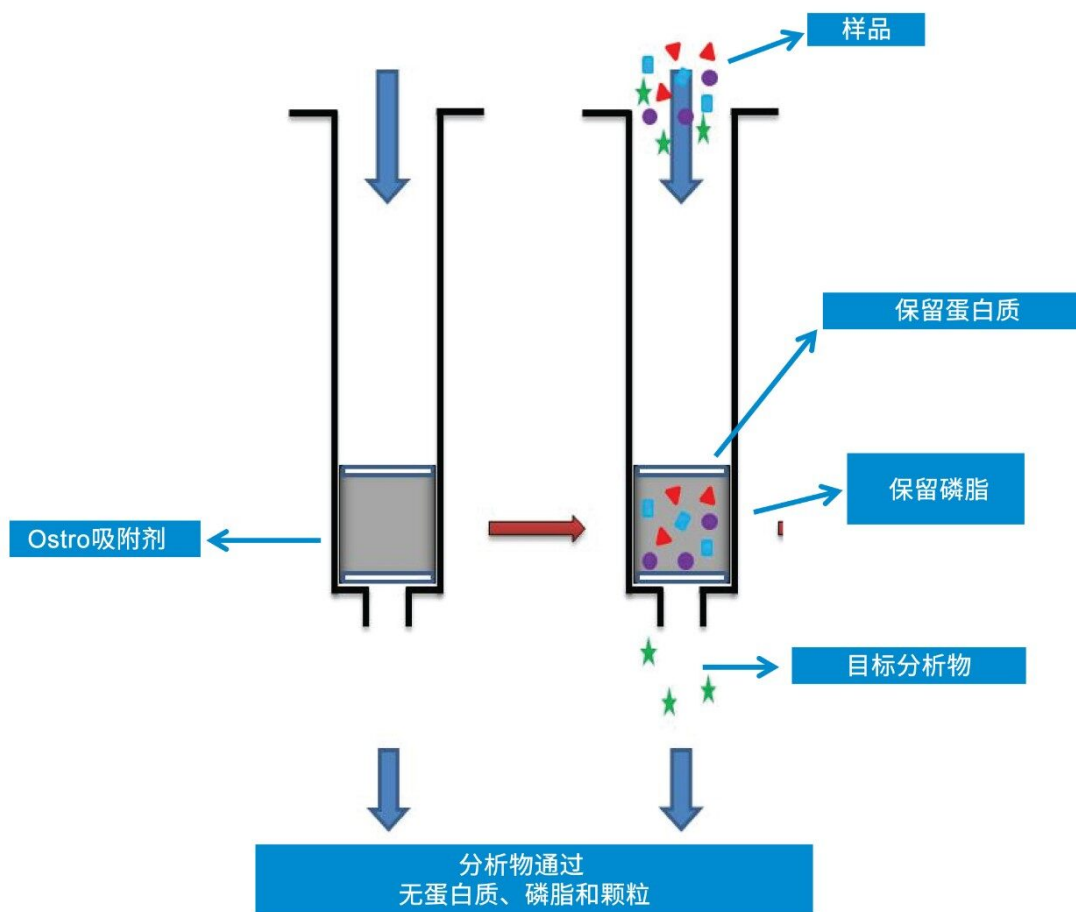 样品
保留蛋白质
保留磷脂
Ostro吸附剂
目标分析物
分析物通过
无蛋白质、磷脂和颗粒